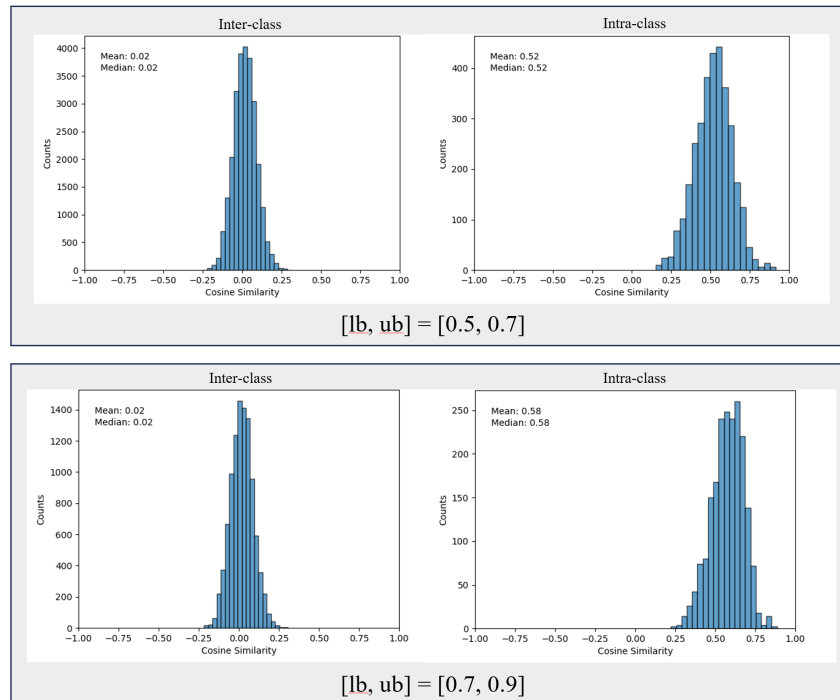 Inter-class
Intra-class
Mean: 0.02
Median: 0.02
4000
3500
3000
2500
2000
1500
1000
500
0
Counts
−1.00 −0.75 −0.50 −0.25 0.00 0.25 0.50 0.75 1.00
Cosine Similarity
Mean: 0.52
Median: 0.52
400
300
200
100
0
Counts
−1.00 −0.75 −0.50 −0.25 0.00 0.25 0.50 0.75 1.00
Cosine Similarity
[lb, ub] = [0.5, 0.7]
Inter-class
Intra-class
Mean: 0.02
Median: 0.02
1400
1200
1000
800
600
400
200
0
Counts
−1.00 −0.75 −0.50 −0.25 0.00 0.25 0.50 0.75 1.00
Cosine Similarity
Mean: 0.58
Median: 0.58
250
200
150
100
50
0
Counts
−1.00 −0.75 −0.50 −0.25 0.00 0.25 0.50 0.75 1.00
Cosine Similarity
[lb, ub] = [0.7, 0.9]